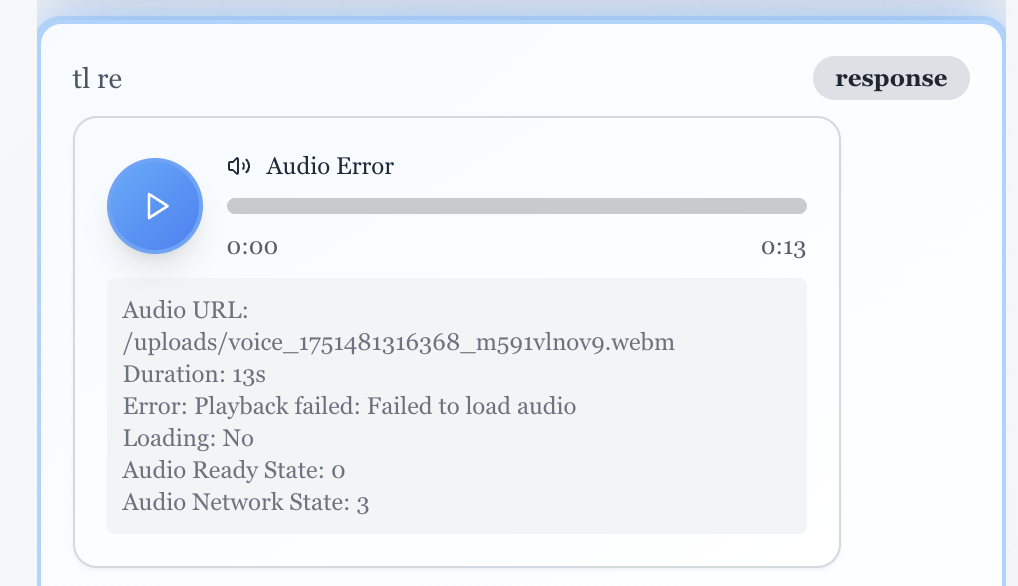 tl re
response
Audio Error
0:00
0:13
Audio URL:
/uploads/voice_1751481316368_m591vlnov9.webm
Duration: 13s
Error: Playback failed: Failed to load audio
Loading: No
Audio Ready State: 0
Audio Network State: 3